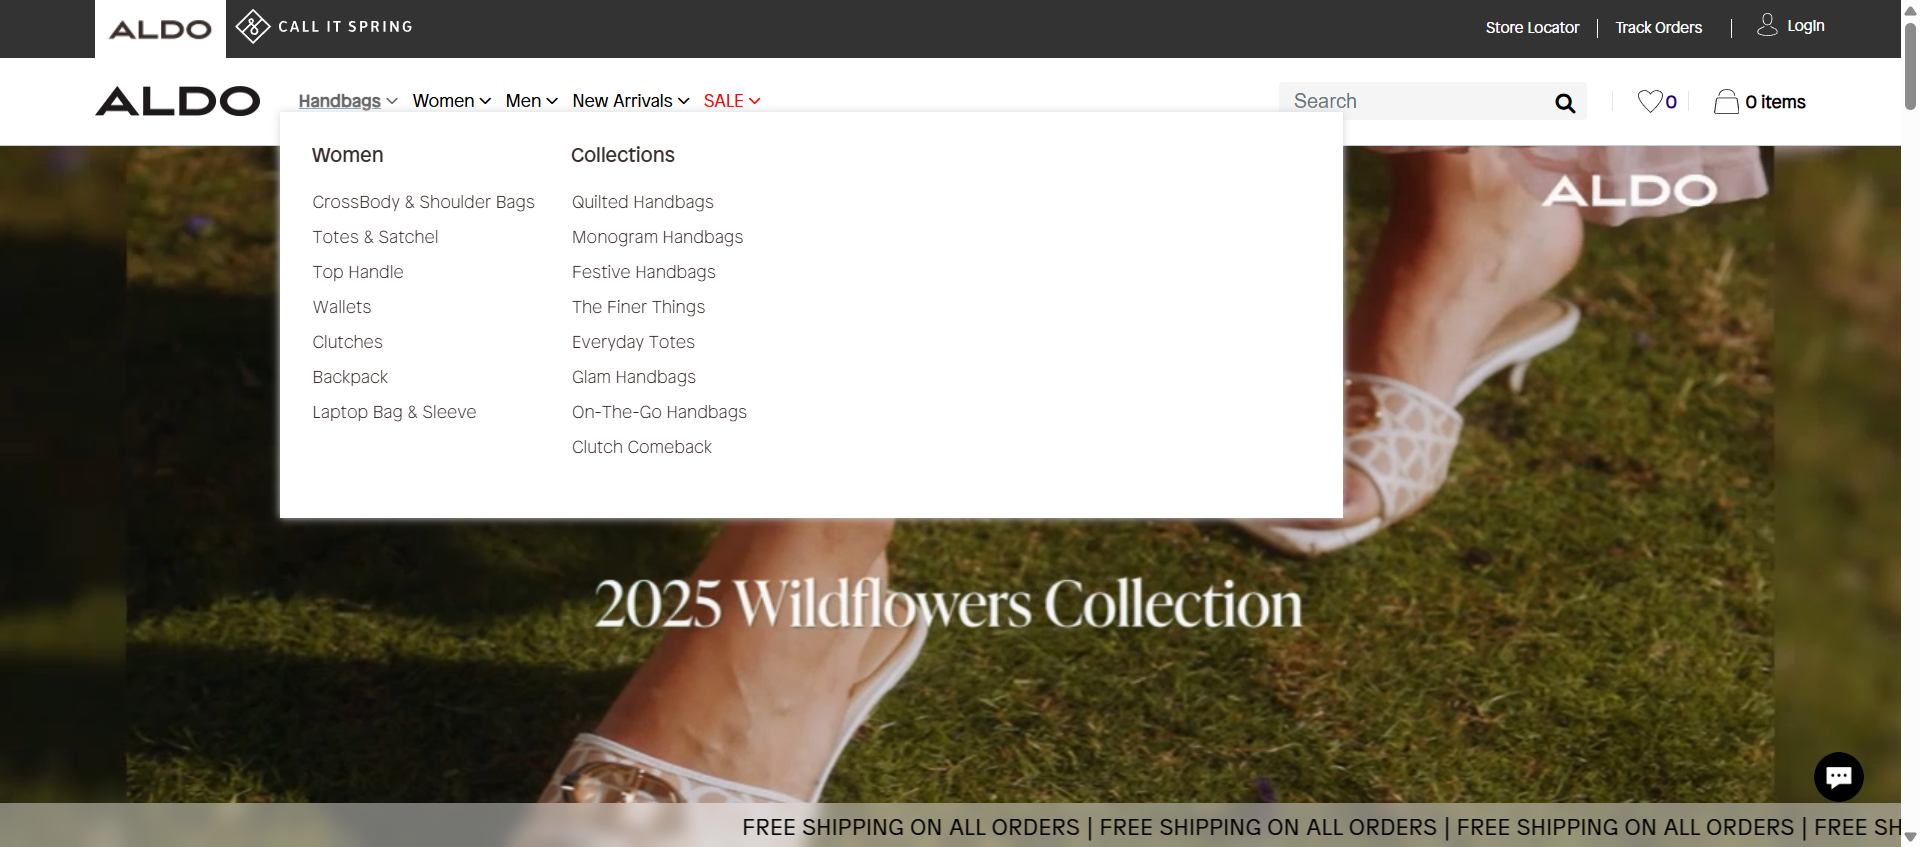 ALDO
CALL IT SPRING
Store Locator
Track Orders
Login
ALDO
Handbags
Women
Men
New Arrivals
SALE
Search
0
0 items
Women
CrossBody & Shoulder Bags
Totes & Satchel
Top Handle
Wallets
Clutches
Backpack
Laptop Bag & Sleeve
Collections
Quilted Handbags
Monogram Handbags
Festive Handbags
The Finer Things
Everyday Totes
Glam Handbags
On-The-Go Handbags
Clutch Comeback
ALDO
2025 Wildflowers Collection
FREE SHIPPING ON ALL ORDERS | FREE SHIPPING ON ALL ORDERS | FREE SHIPPING ON ALL ORDERS | FREE SH